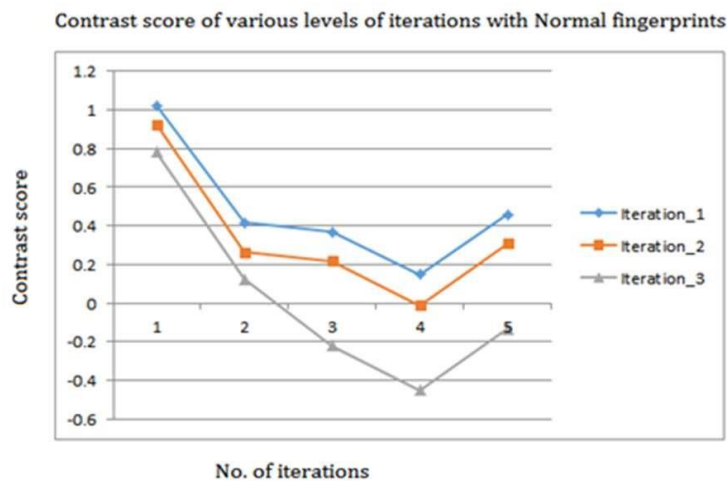 Contrast score of various levels of iterations with Normal fingerprints
1.2
1
0.8
0.6
0.4
0.2
0
-0.2
-0.4
-0.6
1 2 3 4 5
Contrast score
No. of iterations
Iteration_1
Iteration_2
Iteration_3